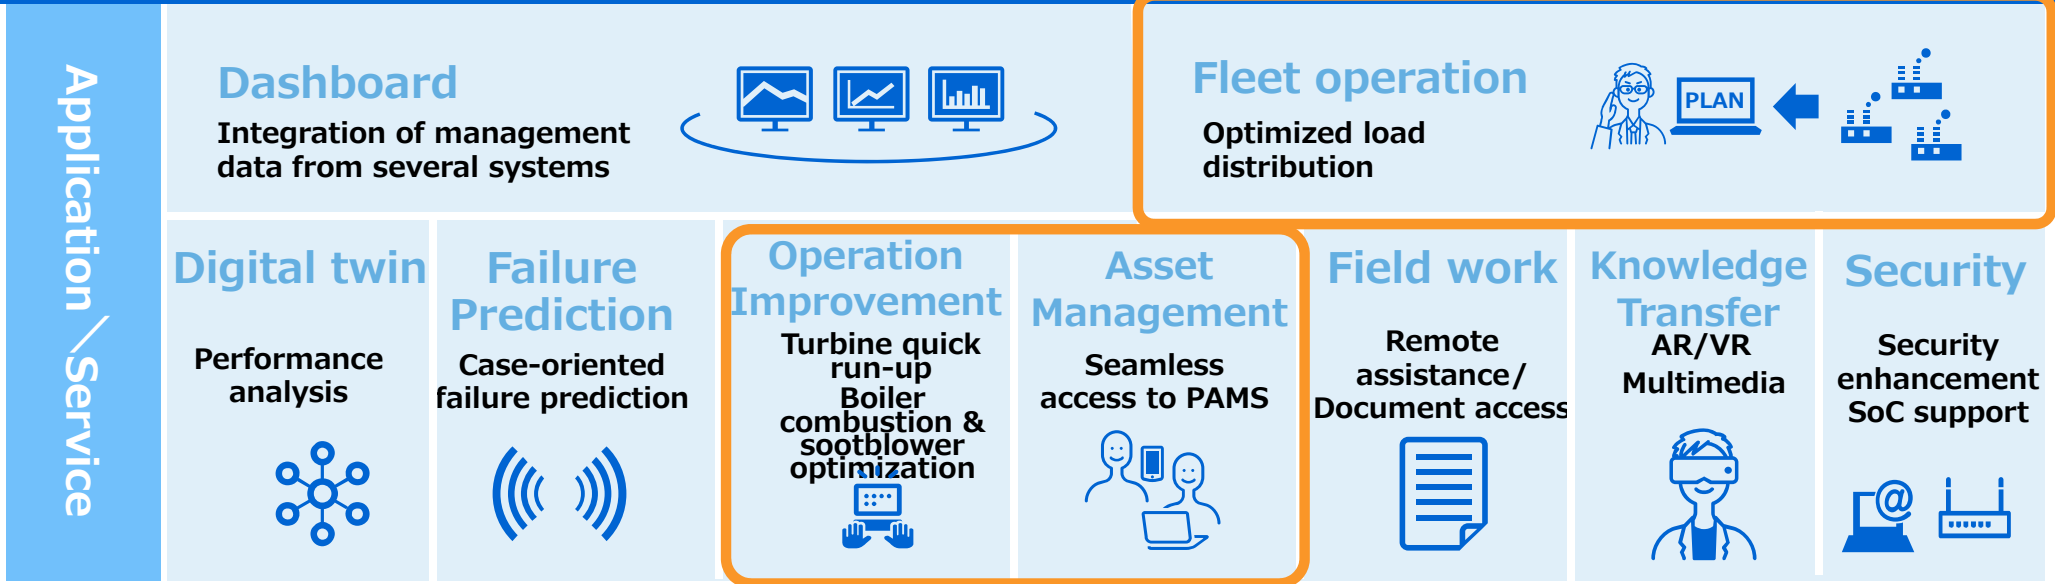 Application／Service
Dashboard
Integration of management
data from several systems
Fleet operation
Optimized load
distribution
PLAN
Digital twin
Performance
analysis
Failure
Prediction
Case-oriented
failure prediction
Operation
Improvement
Turbine quick
run-up
Boiler
combustion &
sootblower
optimization
Asset
Management
Seamless
access to PAMS
Field work
Remote
assistance/
Document access
Knowledge
Transfer
AR/VR
Multimedia
Security
Security
enhancement
SoC support
@